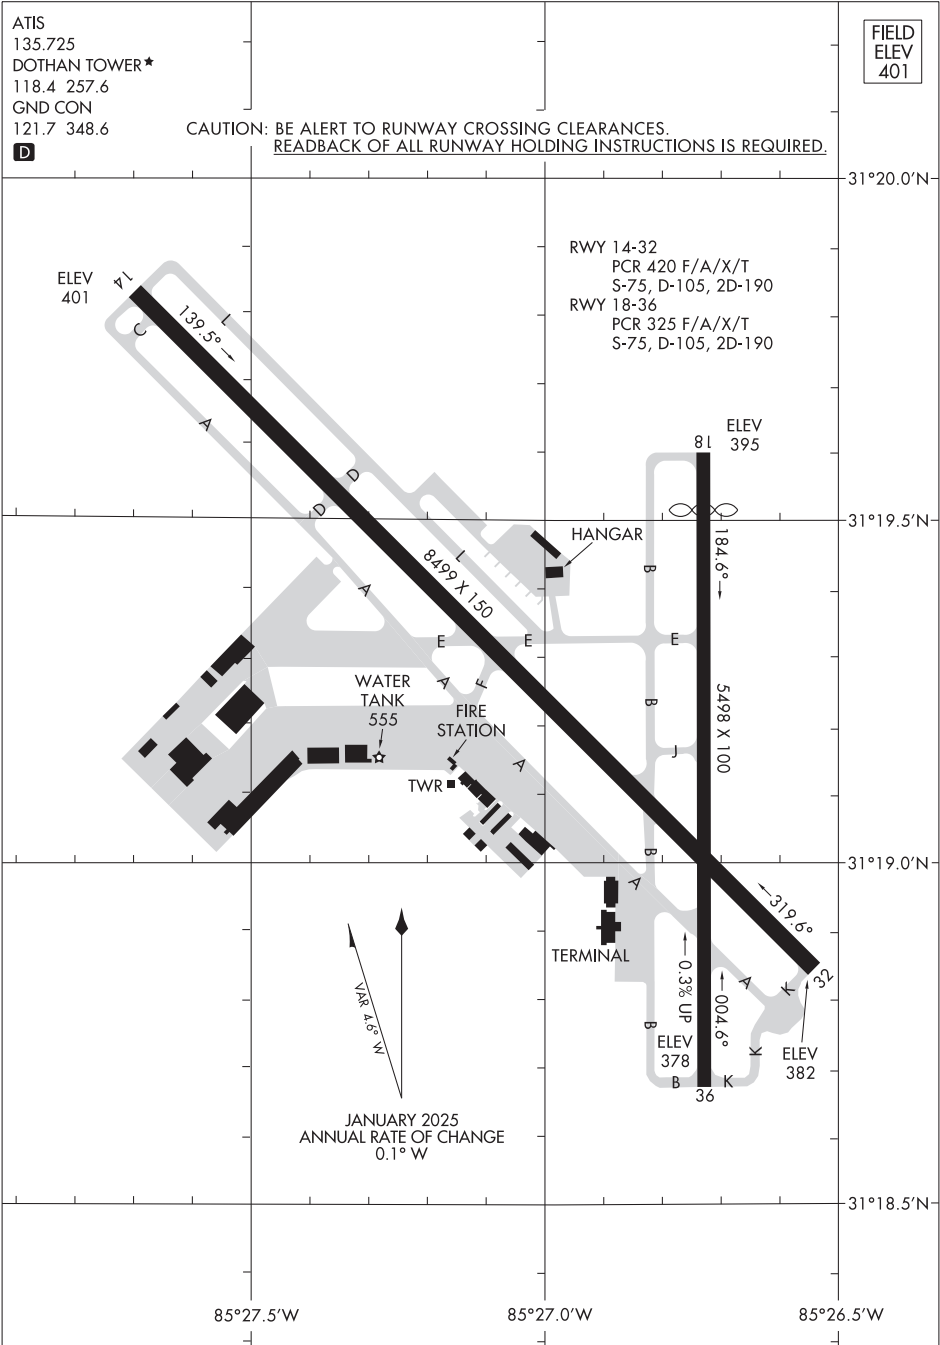 ATIS
135.725
DOTHAN TOWER★
118.4 257.6
GND CON
121.7 348.6
D
FIELD
ELEV
401
CAUTION: BE ALERT TO RUNWAY CROSSING CLEARANCES.
READBACK OF ALL RUNWAY HOLDING INSTRUCTIONS IS REQUIRED.
31°20.0'N
RWY 14-32
PCR 420 F/A/X/T
S-75, D-105, 2D-190
RWY 18-36
PCR 325 F/A/X/T
S-75, D-105, 2D-190
ELEV
401
14
C
139.5°
L
A
ELEV
395
18
D
D
31°19.5'N
HANGAR
184.6°
L
8499 X 150
B
A
E
E
E
A
F
WATER
TANK
555
FIRE
STATION
B
5498 X 100
J
A
TWR
B
31°19.0'N
A
319.6°
TERMINAL
32
0.3% UP
004.6°
A
K
VAR 4.6° W
B
ELEV
378
K
ELEV
382
B
K
36
JANUARY 2025
ANNUAL RATE OF CHANGE
0.1° W
31°18.5'N
85°27.5'W
85°27.0'W
85°26.5'W